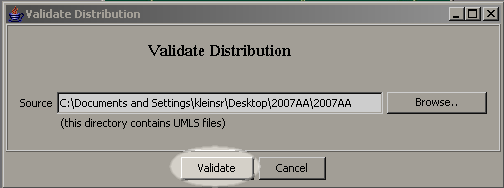 Validate Distribution
Validate Distribution
Source C:\Documents and Settings\kleinsr\Desktop\2007AA\2007AA Browse..
(this directory contains UMLS files)
Validate Cancel